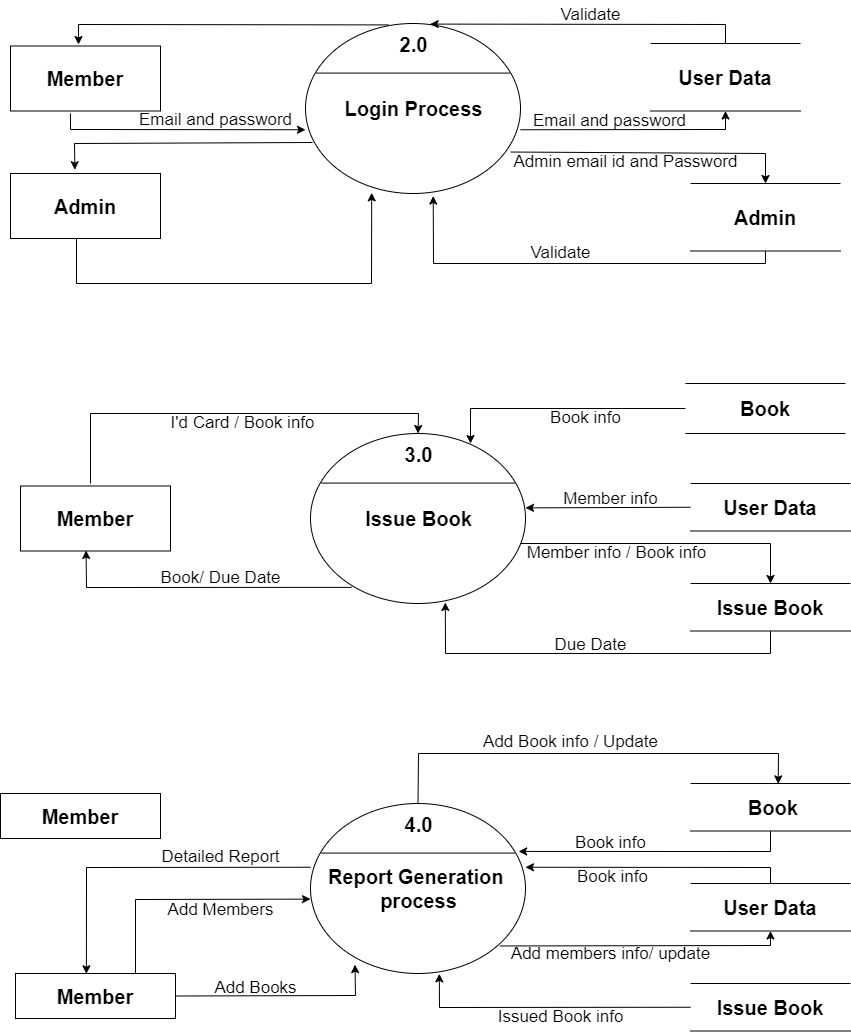 Validate
2.0
Member
User Data
Login Process
Email and password
Email and password
Admin email id and Password
Admin
Admin
Validate
Book
I'd Card / Book info
Book info
3.0
Member info
User Data
Member
Issue Book
Member info / Book info
Book/ Due Date
Issue Book
Due Date
Add Book info / Update
Book
Member
4.0
Book info
Detailed Report
Report Generation
process
Book info
Add Members
User Data
Add members info/ update
Add Books
Member
Issue Book
Issued Book info